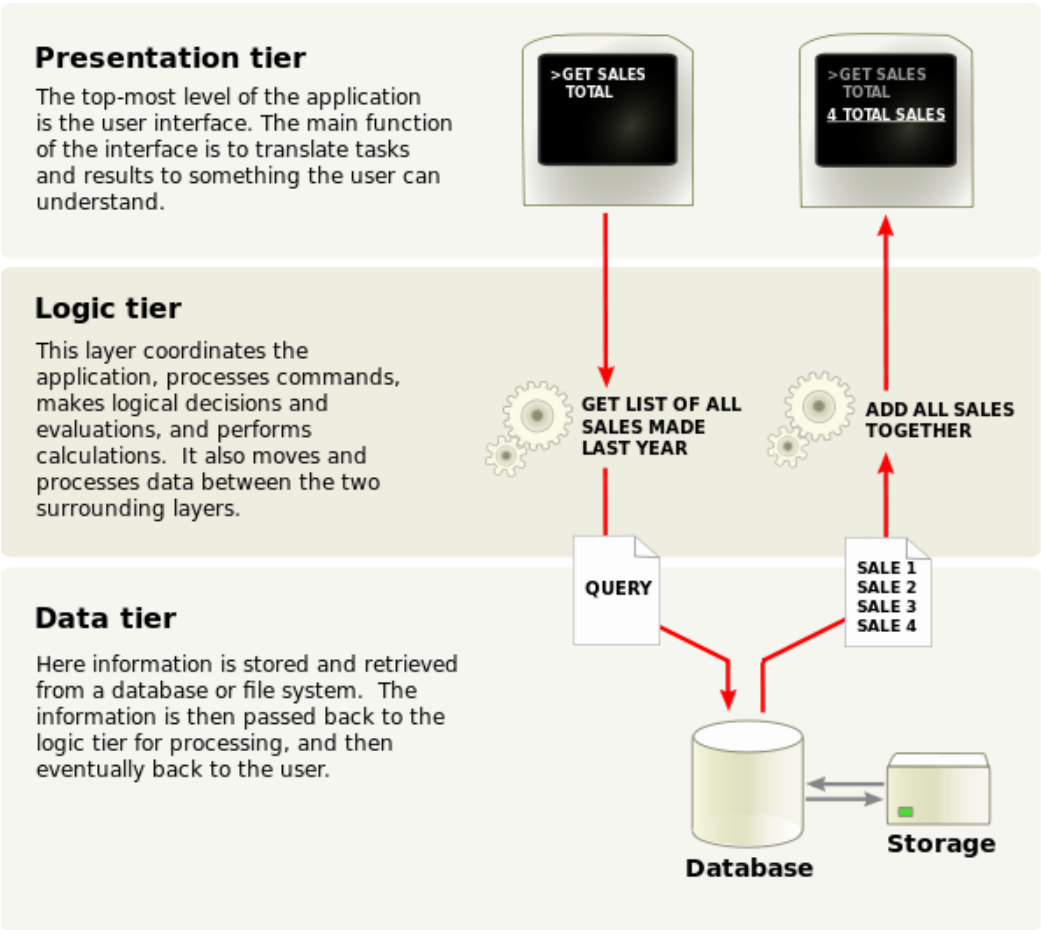 Presentation tier
The top-most level of the application
is the user interface. The main function
of the interface is to translate tasks
and results to something the user can
understand.
>GET SALES
TOTAL
>GET SALES
TOTAL
4 TOTAL SALES
Logic tier
This layer coordinates the
application, processes commands,
makes logical decisions and
evaluations, and performs
calculations.  It also moves and
processes data between the two
surrounding layers.
GET LIST OF ALL
SALES MADE
LAST YEAR
ADD ALL SALES
TOGETHER
Data tier
Here information is stored and retrieved
from a database or file system.  The
information is then passed back to the
logic tier for processing, and then
eventually back to the user.
QUERY
SALE 1
SALE 2
SALE 3
SALE 4
Database
Storage